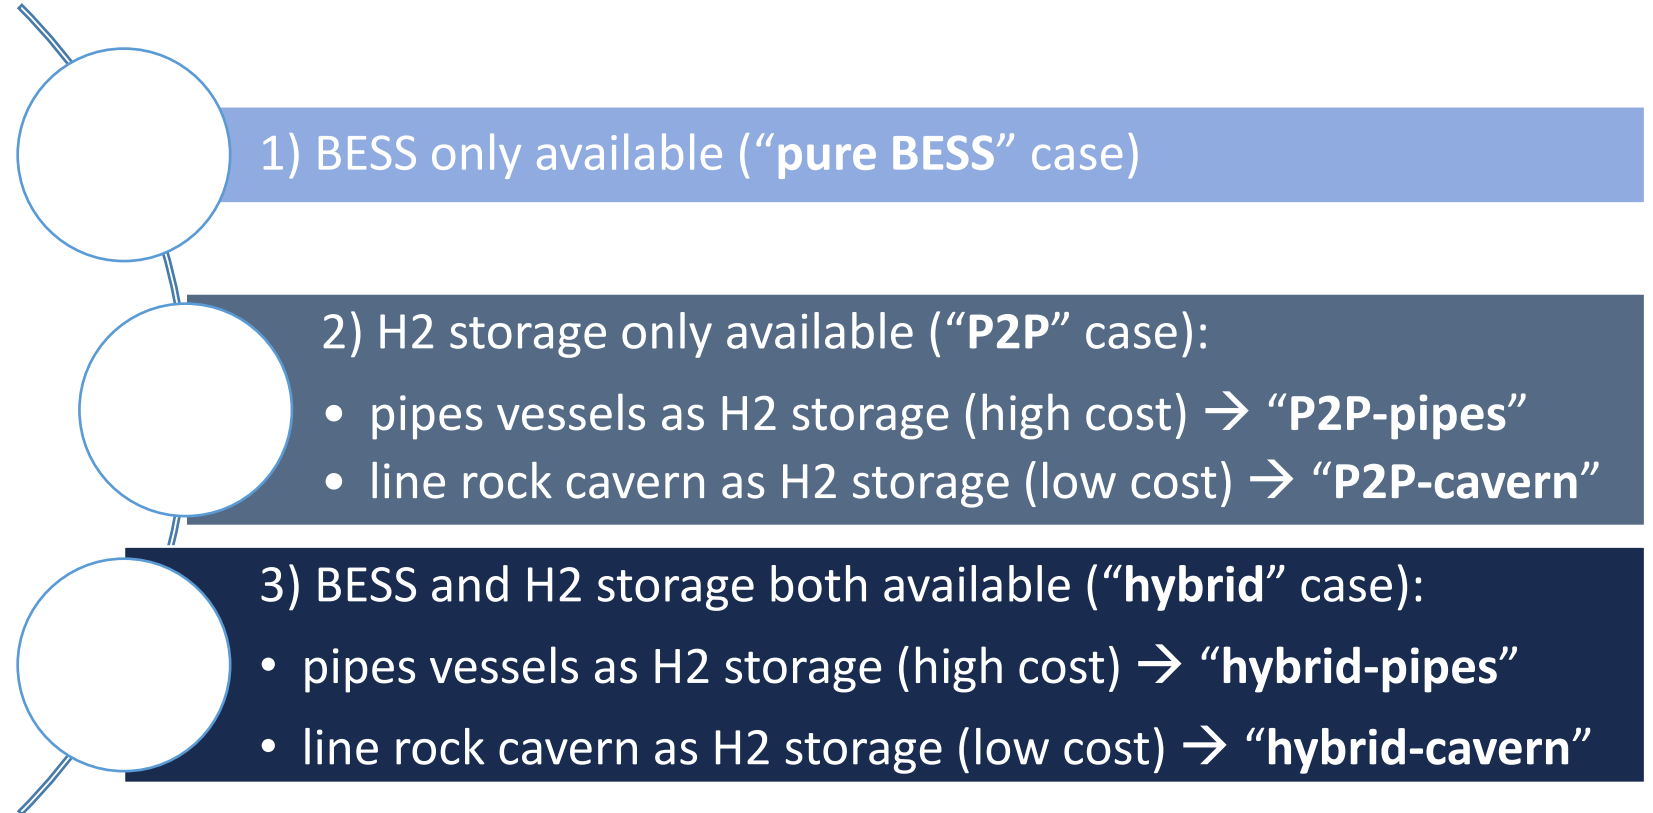 1) BESS only available (“pure BESS” case)
2) H2 storage only available (“P2P” case):
• pipes vessels as H2 storage (high cost) → “P2P-pipes”
• line rock cavern as H2 storage (low cost) → “P2P-cavern”
3) BESS and H2 storage both available (“hybrid” case):
• pipes vessels as H2 storage (high cost) → “hybrid-pipes”
• line rock cavern as H2 storage (low cost) → “hybrid-cavern”